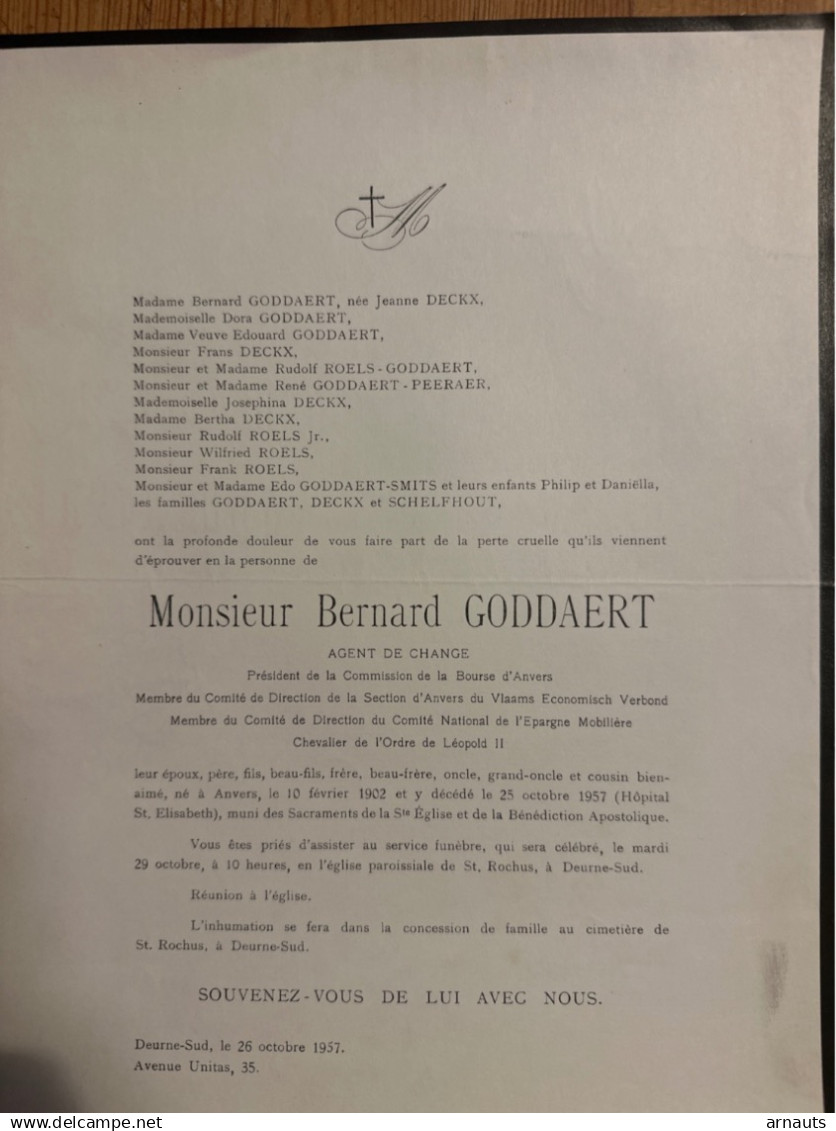 M
Madame Bernard GODDAERT, née Jeanne DECKX,
Mademoiselle Dora GODDAERT,
Madame Veuve Edouard GODDAERT,
Monsieur Frans DECKX,
Monsieur et Madame Rudolf ROELS-GODDAERT,
Monsieur et Madame René GODDAERT-PEERAER,
Mademoiselle Josephina DECKX,
Madame Bertha DECKX,
Monsieur Rudolf ROELS Jr.,
Monsieur Wilfried ROELS,
Monsieur Frank ROELS,
Monsieur et Madame Edo GODDAERT-SMITS et leurs enfants Philip et Daniëlla,
les familles GODDAERT, DECKX et SCHELFHOUT,
ont la profonde douleur de vous faire part de la perte cruelle qu'ils viennent
d'éprouver en la personne de
Monsieur Bernard GODDAERT
AGENT DE CHANGE
Président de la Commission de la Bourse d'Anvers
Membre du Comité de Direction de la Section d'Anvers du Vlaams Economisch Verbond
Membre du Comité de Direction du Comité National de l'Epargne Mobilière
Chevalier de l'Ordre de Léopold II
leur époux, père, fils, beau-fils, frère, beau-frère, oncle, grand-oncle et cousin bien-
aimé, né à Anvers, le 10 février 1902 et y décédé le 25 octobre 1957 (Hôpital
St. Elisabeth), muni des Sacraments de la Ste Église et de la Bénédiction Apostolique.
Vous êtes priés d'assister au service funèbre, qui sera célébré, le mardi
29 octobre, à 10 heures, en l'église paroissiale de St. Rochus, à Deurne-Sud.
Réunion à l'église.
L'inhumation se fera dans la concession de famille au cimetière de
St. Rochus, à Deurne-Sud.
SOUVENEZ-VOUS DE LUI AVEC NOUS.
Deurne-Sud, le 26 octobre 1957.
Avenue Unitas, 35.
delcampe.net
arnauts